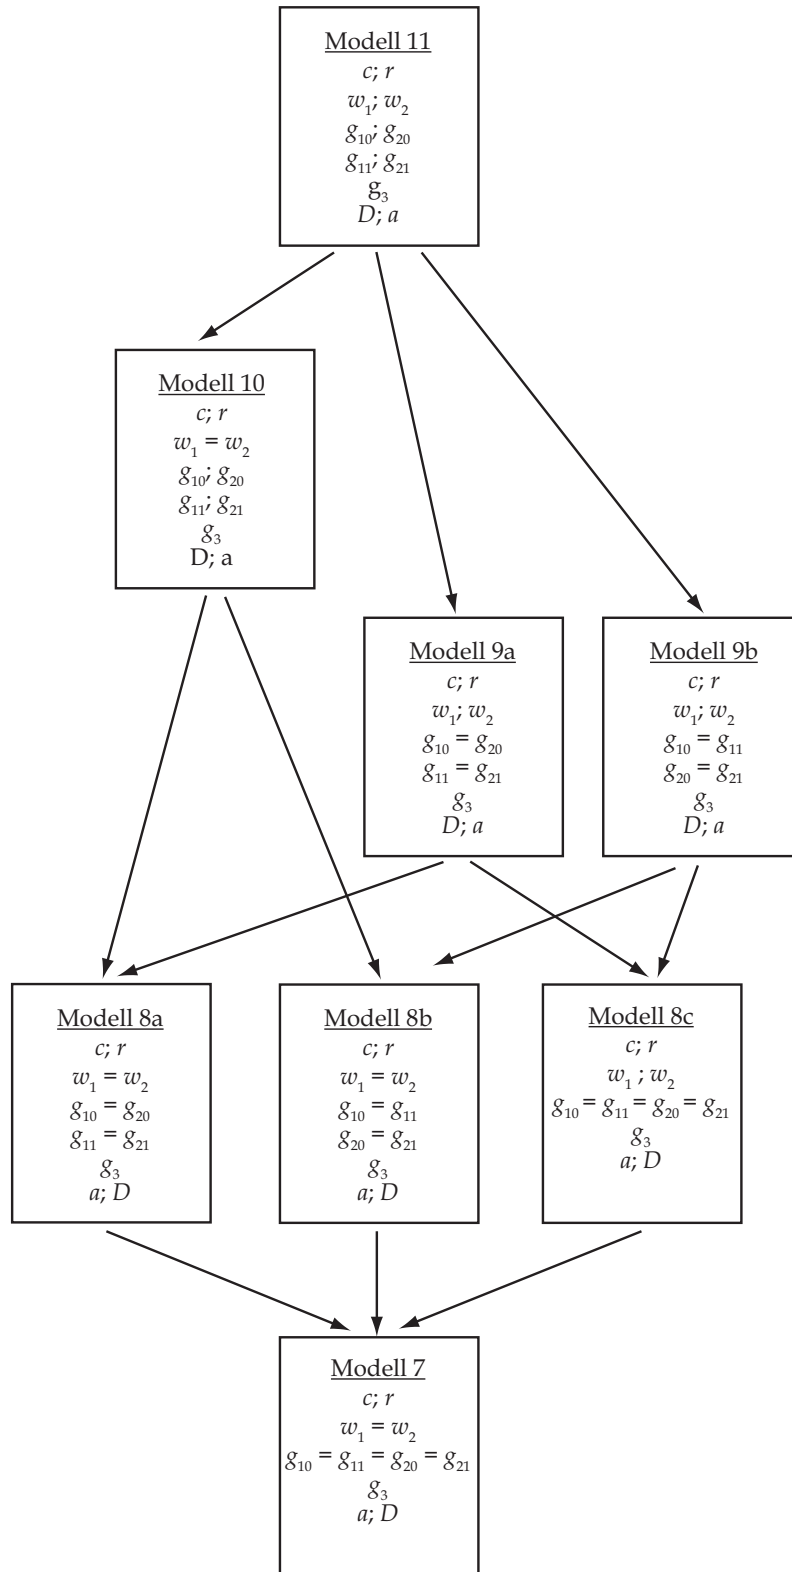 Modell 11
c; r
w₁; w₂
g₁₀; g₂₀
g₁₁; g₂₁
g₃
D; a
Modell 10
c; r
w₁ = w₂
g₁₀; g₂₀
g₁₁; g₂₁
g₃
D; a
Modell 9a
c; r
w₁; w₂
g₁₀ = g₂₀
g₁₁ = g₂₁
g₃
D; a
Modell 9b
c; r
w₁; w₂
g₁₀ = g₁₁
g₂₀ = g₂₁
g₃
D; a
Modell 8a
c; r
w₁ = w₂
g₁₀ = g₂₀
g₁₁ = g₂₁
g₃
a; D
Modell 8b
c; r
w₁ = w₂
g₁₀ = g₁₁
g₂₀ = g₂₁
g₃
a; D
Modell 8c
c; r
w₁ ; w₂
g₁₀ = g₁₁ = g₂₀ = g₂₁
g₃
a; D
Modell 7
c; r
w₁ = w₂
g₁₀ = g₁₁ = g₂₀ = g₂₁
g₃
a; D